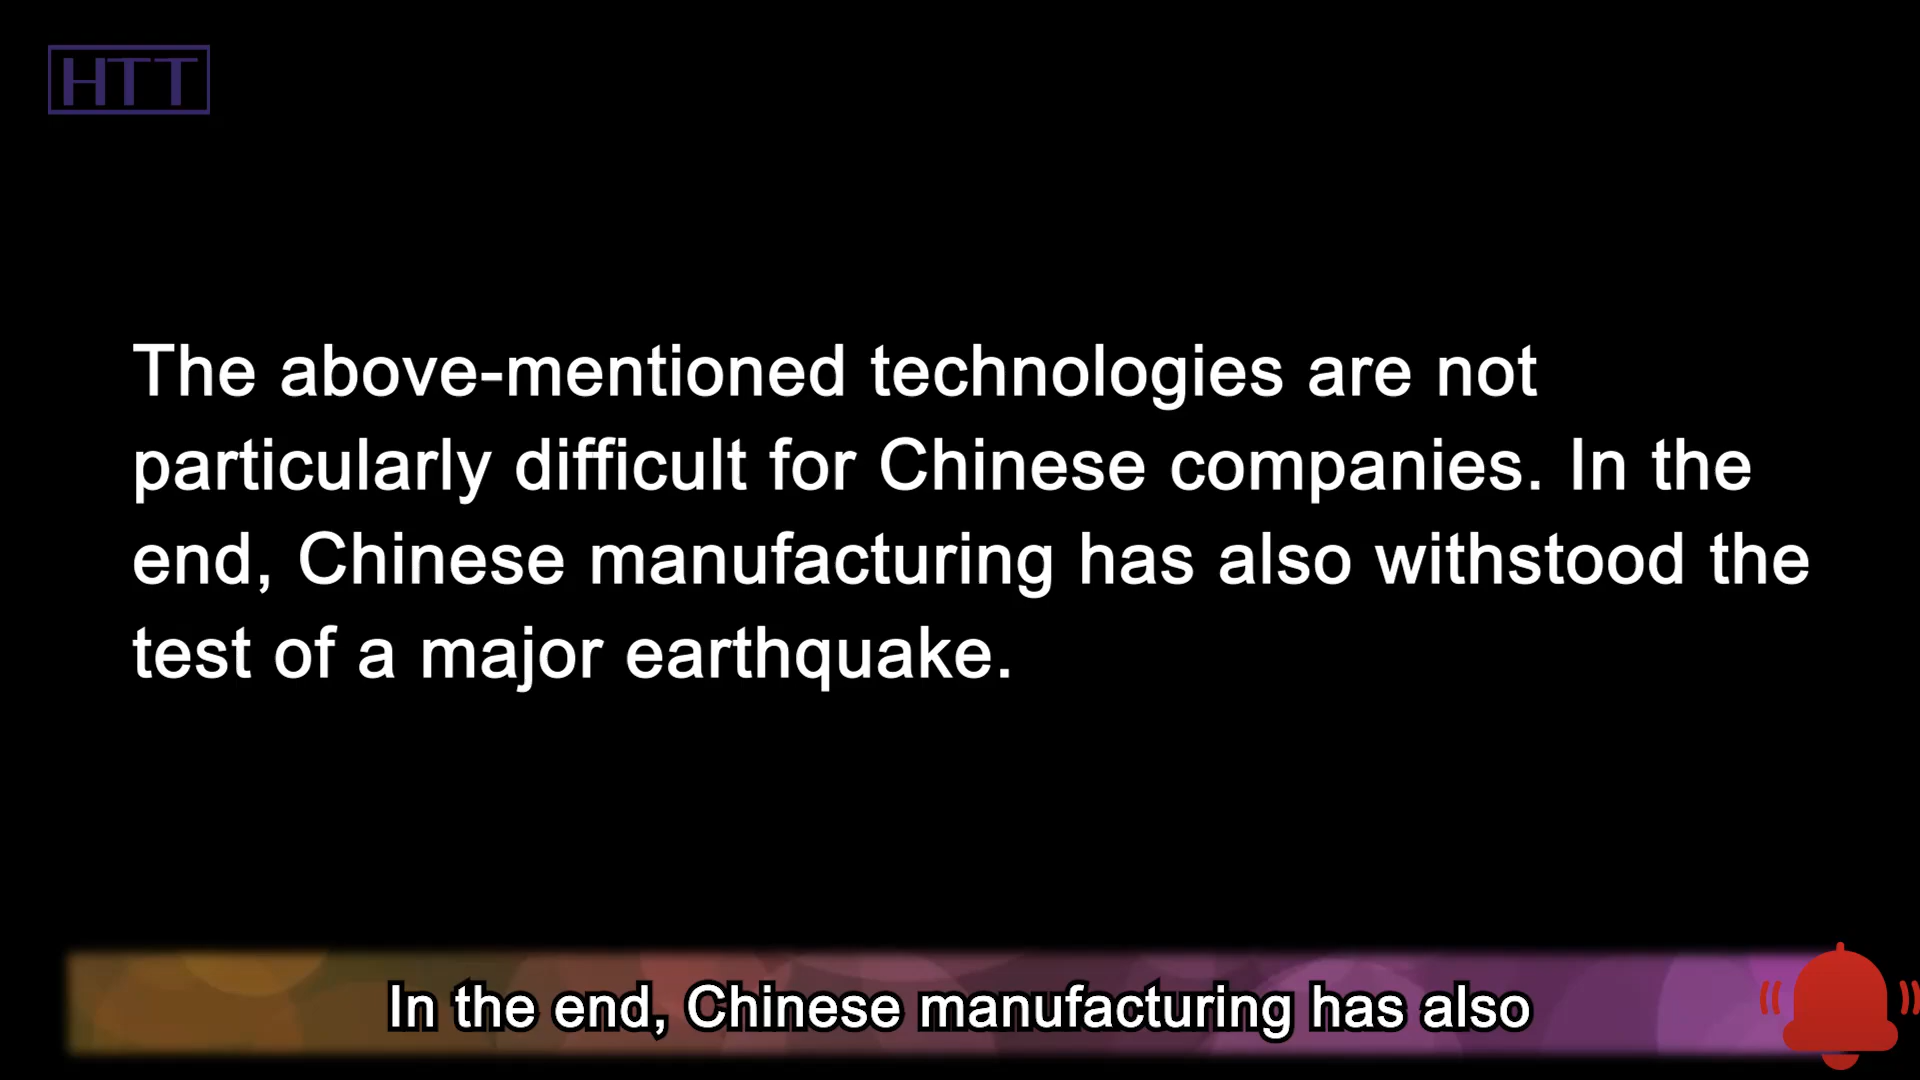 HTT
The above-mentioned technologies are not
particularly difficult for Chinese companies. In the
end, Chinese manufacturing has also withstood the
test of a major earthquake.
In the end, Chinese manufacturing has also